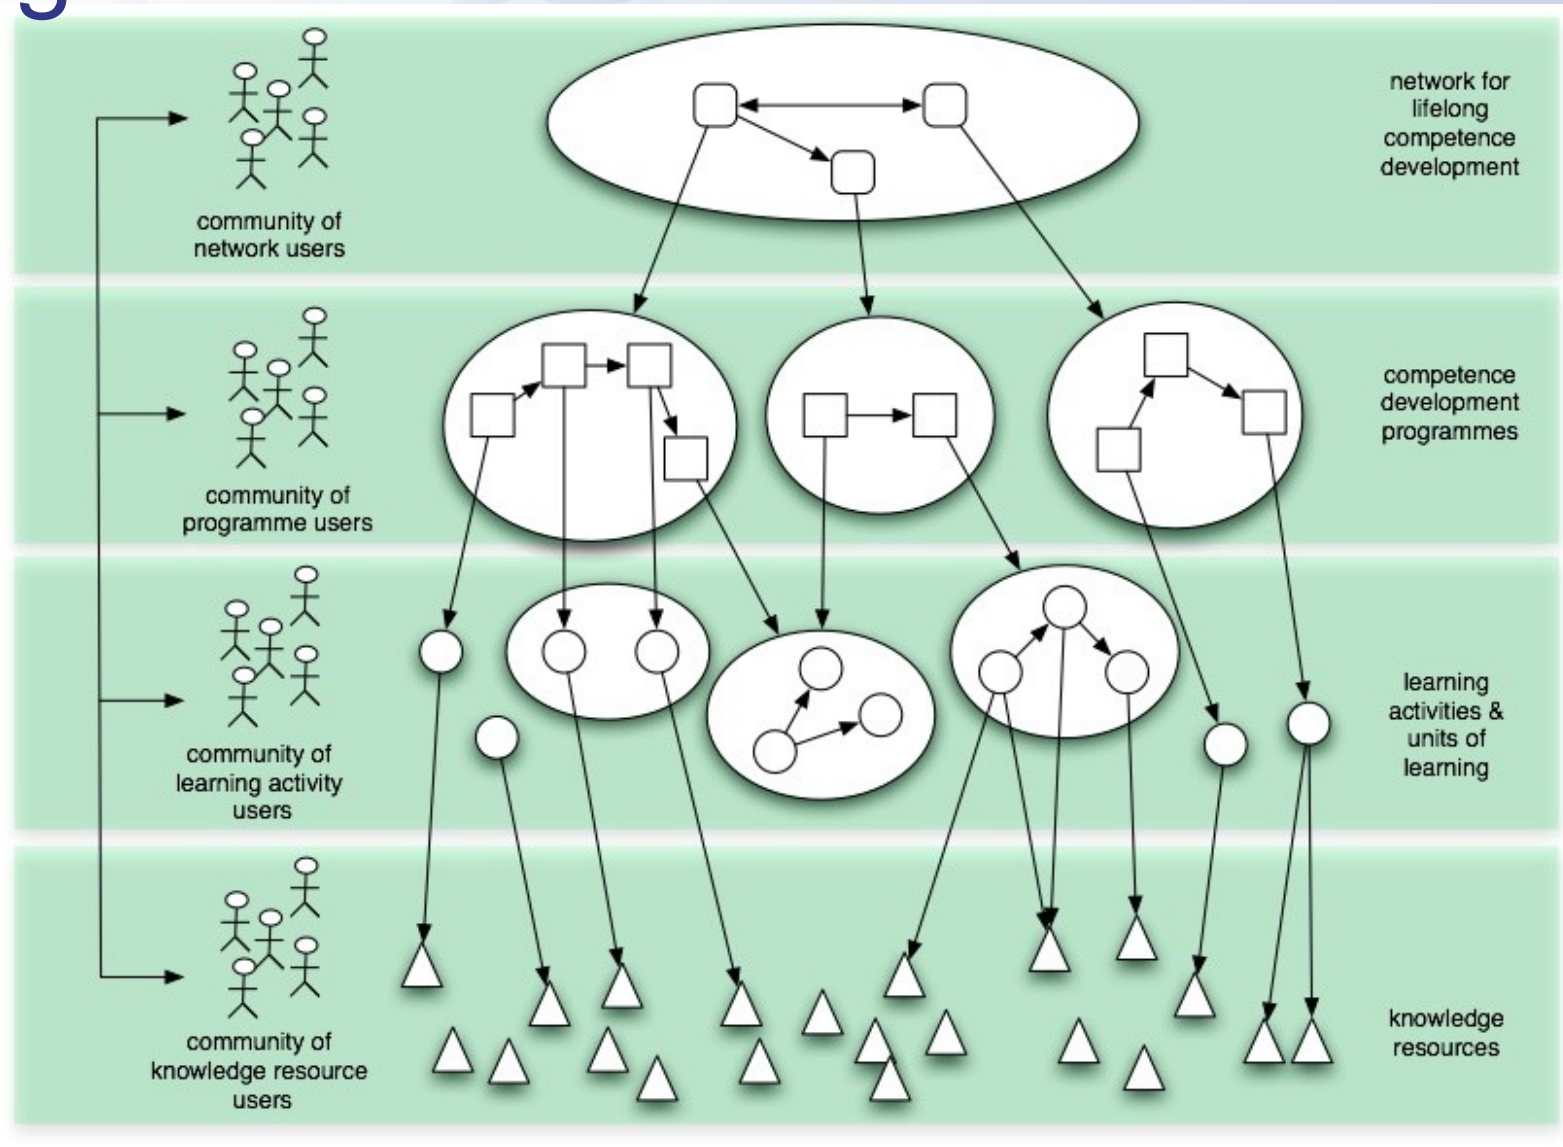 g
community of
network users
network for
lifelong
competence
development
community of
programme users
competence
development
programmes
community of
learning activity
users
learning
activities &
units of
learning
community of
knowledge resource
users
knowledge
resources